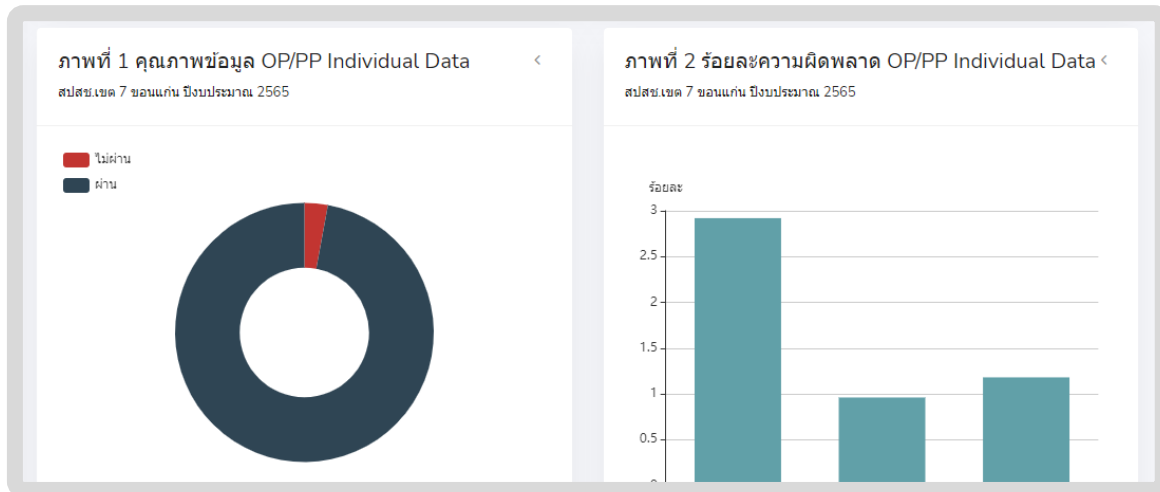 ภาพที่ 1 คุณภาพข้อมูล OP/PP Individual Data
สปสช.เขต 7 ขอนแก่น ปีงบประมาณ 2565
ไม่ผ่าน
ผ่าน
ภาพที่ 2 ร้อยละความผิดพลาด OP/PP Individual Data
สปสช.เขต 7 ขอนแก่น ปีงบประมาณ 2565
ร้อยละ
3
2.5
2
1.5
1
0.5
0